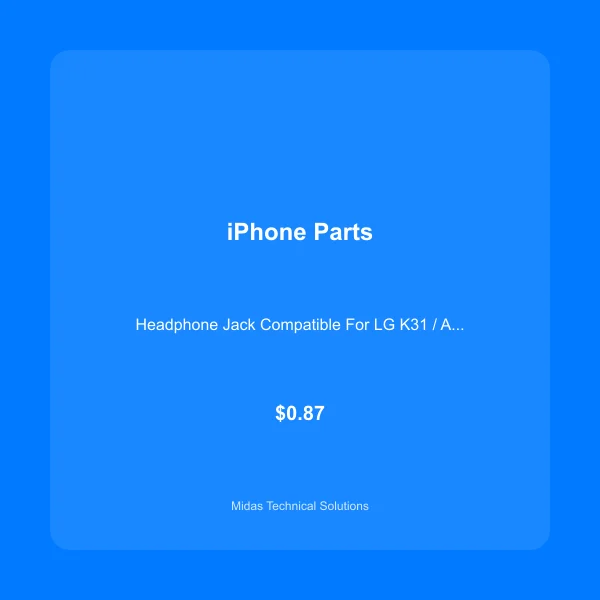 iPhone Parts
Headphone Jack Compatible For LG K31 / A...
$0.87
Midas Technical Solutions